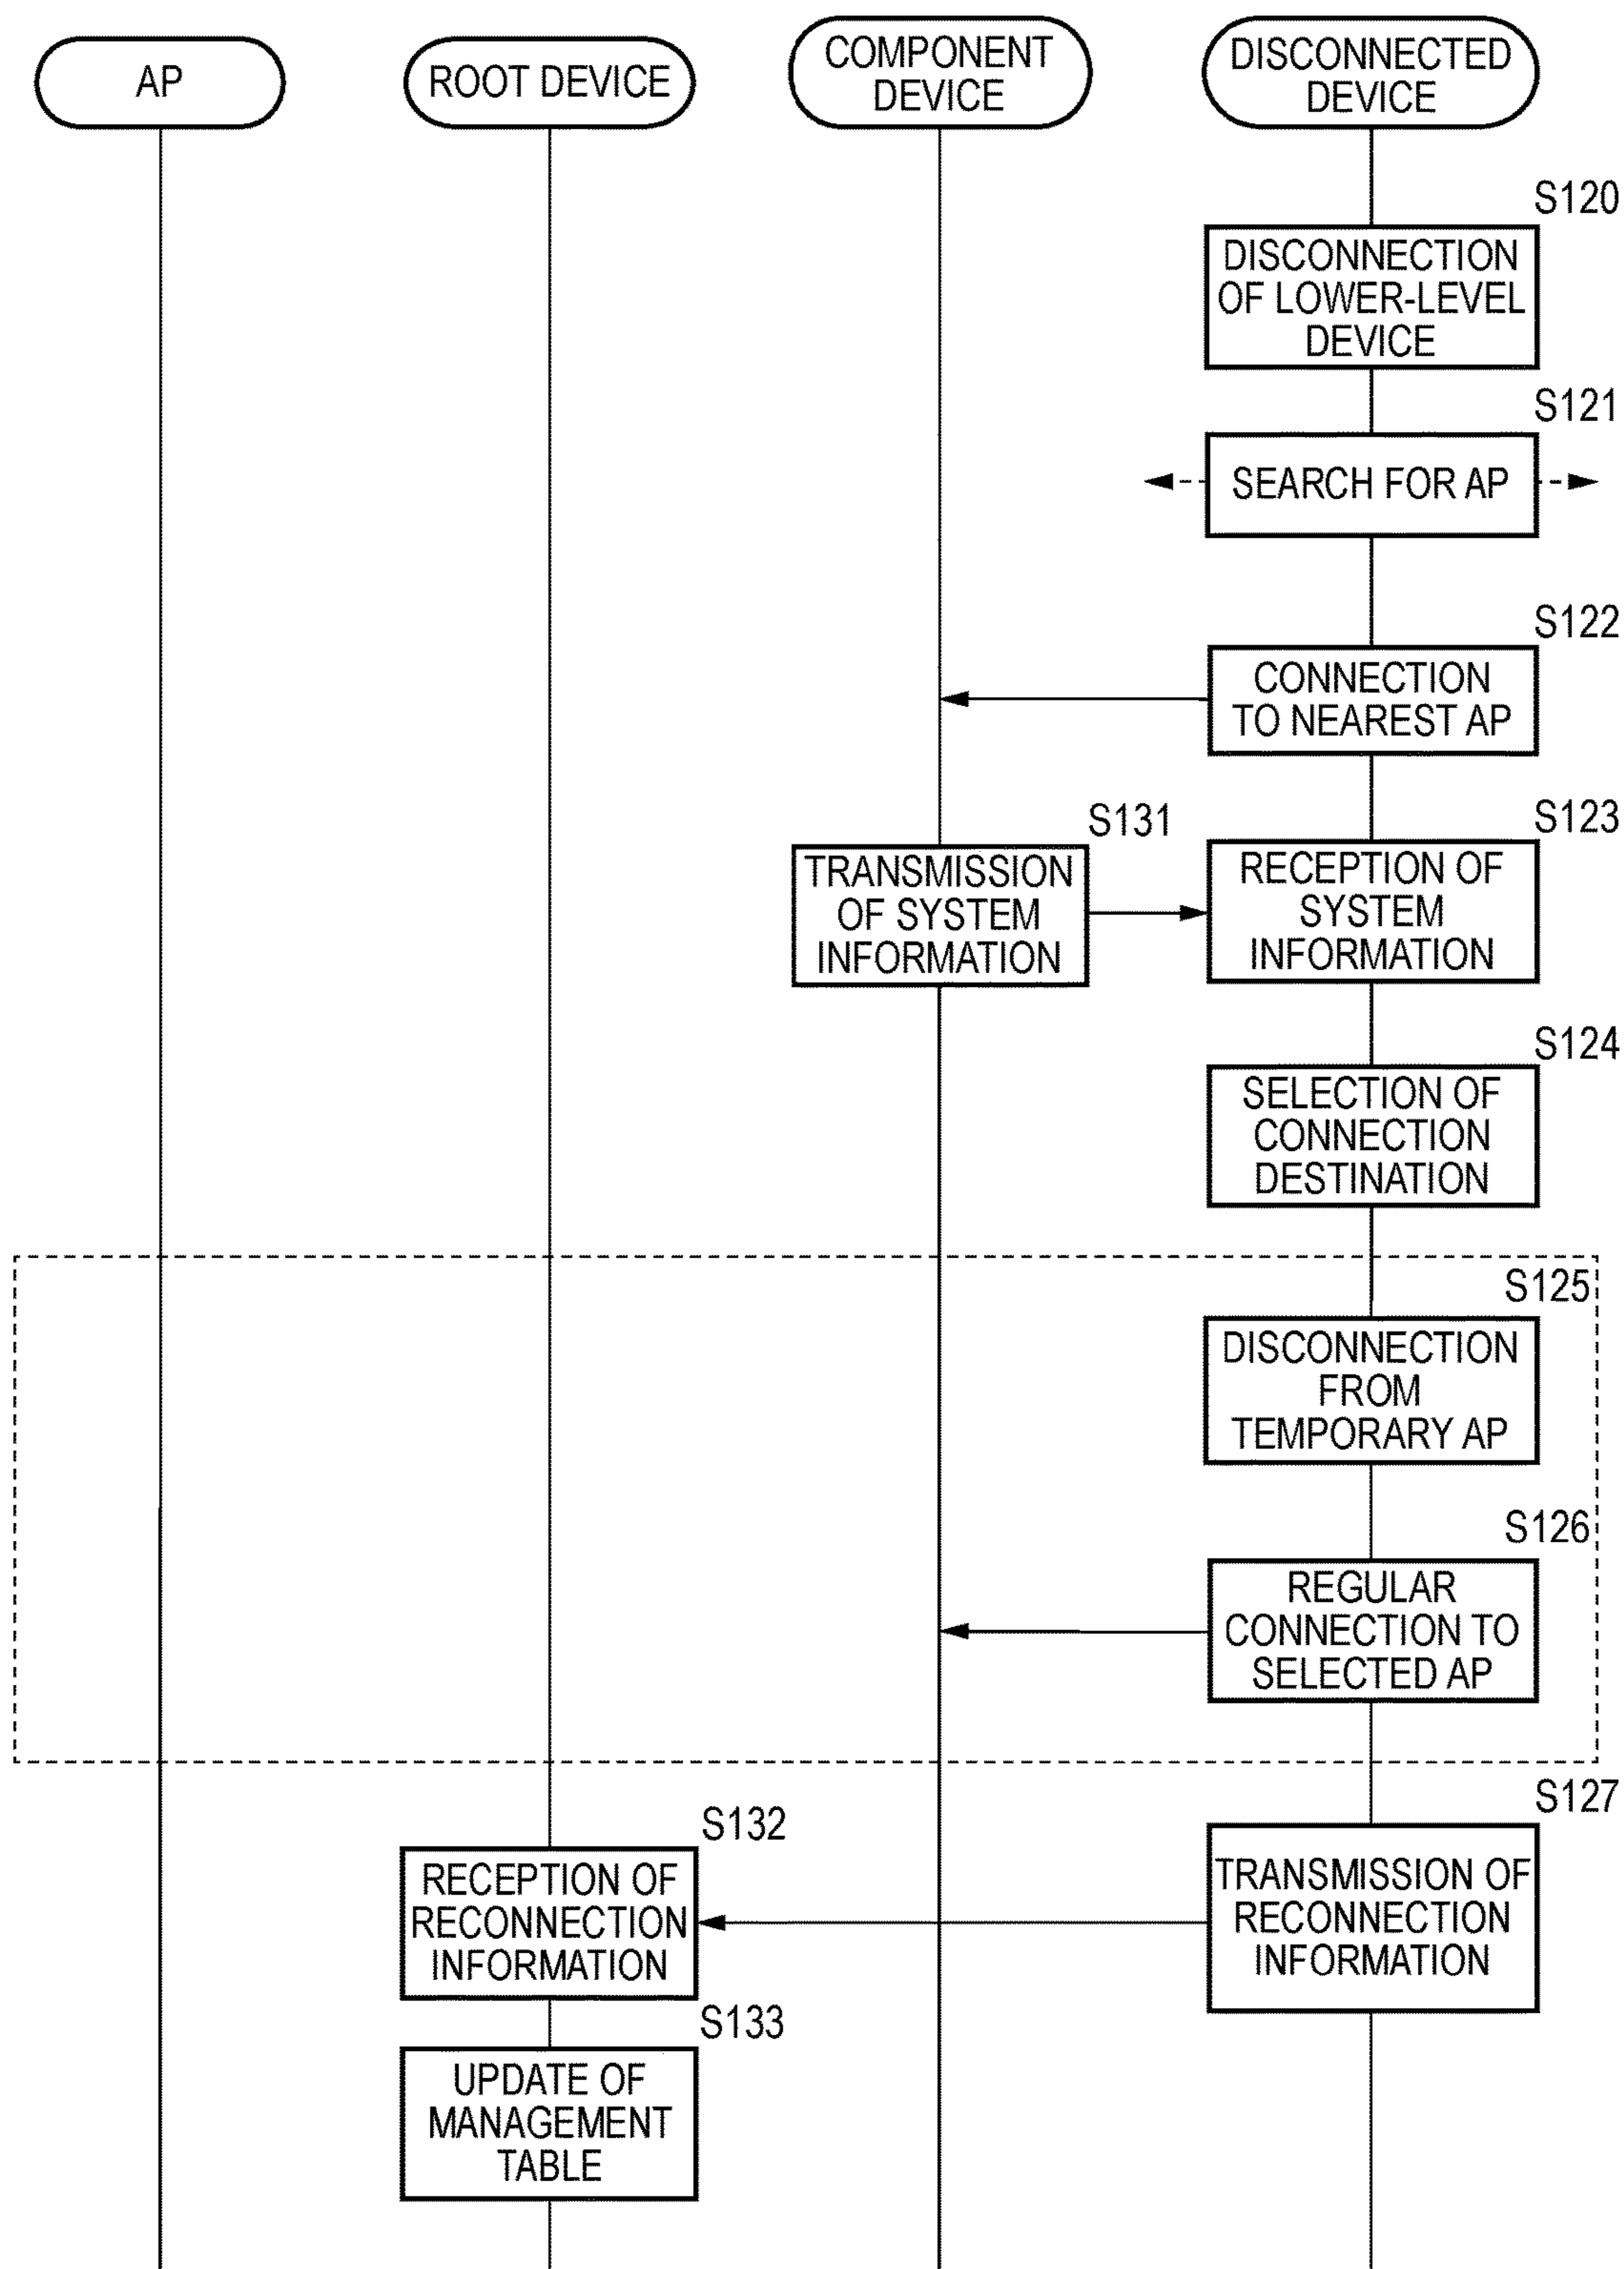 AP
ROOT DEVICE
COMPONENT
DEVICE
DISCONNECTED
DEVICE
S120
DISCONNECTION
OF LOWER-LEVEL
DEVICE
S121
SEARCH FOR AP
S122
CONNECTION
TO NEAREST AP
S131
TRANSMISSION
OF SYSTEM
INFORMATION
S123
RECEPTION OF
SYSTEM
INFORMATION
S124
SELECTION OF
CONNECTION
DESTINATION
S125
DISCONNECTION
FROM
TEMPORARY AP
S126
REGULAR
CONNECTION TO
SELECTED AP
S127
TRANSMISSION OF
RECONNECTION
INFORMATION
S132
RECEPTION OF
RECONNECTION
INFORMATION
S133
UPDATE OF
MANAGEMENT
TABLE